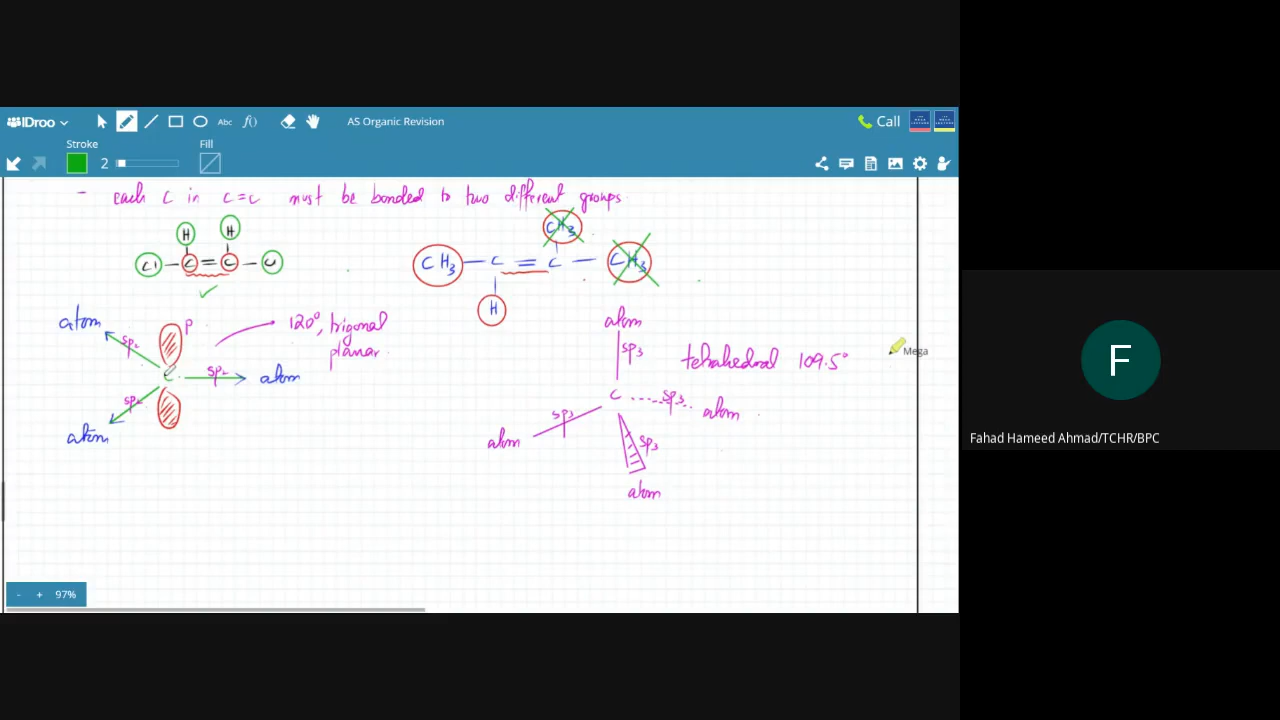 IDroo
Abc
f()
AS Organic Revision
Call
Stroke
2
Fill
- each C in C=C must be bonded to two different groups.
H H
Cl - C = C - Cl
CH3
CH3 - C = C - CH3
H
atom
sp2
P
C
sp2
atom
sp2
atom
120°, trigonal
planar
atom
sp3
tetrahedral 109.5°
C
sp3
atom
sp3
atom
sp3
atom
Mega
- + 97%
F
Fahad Hameed Ahmad/TCHR/BPC